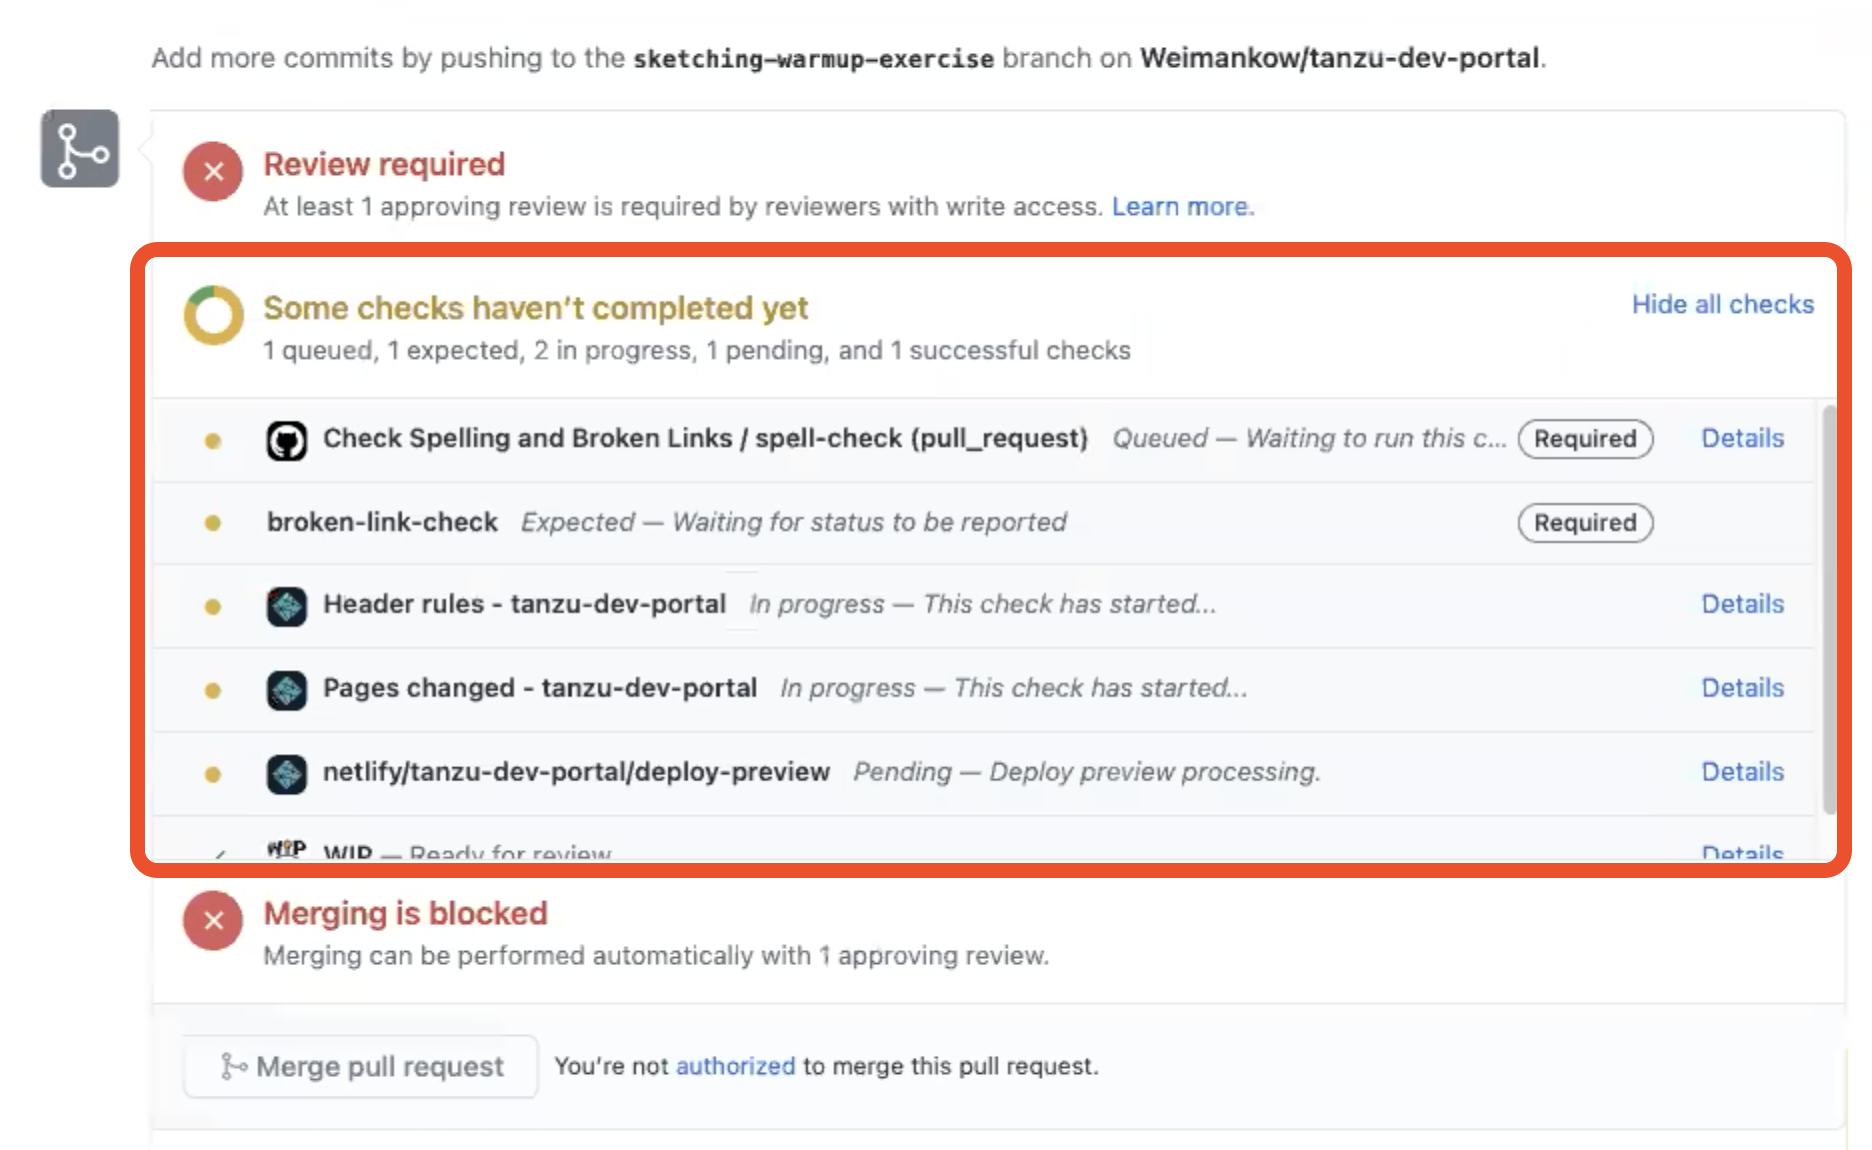 Add more commits by pushing to the sketching-warmup-exercise branch on Weimankow/tanzu-dev-portal.
Review required
At least 1 approving review is required by reviewers with write access. Learn more.
Some checks haven't completed yet
Hide all checks
1 queued, 1 expected, 2 in progress, 1 pending, and 1 successful checks
Check Spelling and Broken Links / spell-check (pull_request) Queued — Waiting to run this c... Required Details
broken-link-check Expected — Waiting for status to be reported Required
Header rules - tanzu-dev-portal In progress — This check has started... Details
Pages changed - tanzu-dev-portal In progress — This check has started... Details
netlify/tanzu-dev-portal/deploy-preview Pending — Deploy preview processing. Details
WIP WIP — Ready for review Details
Merging is blocked
Merging can be performed automatically with 1 approving review.
Merge pull request You're not authorized to merge this pull request.